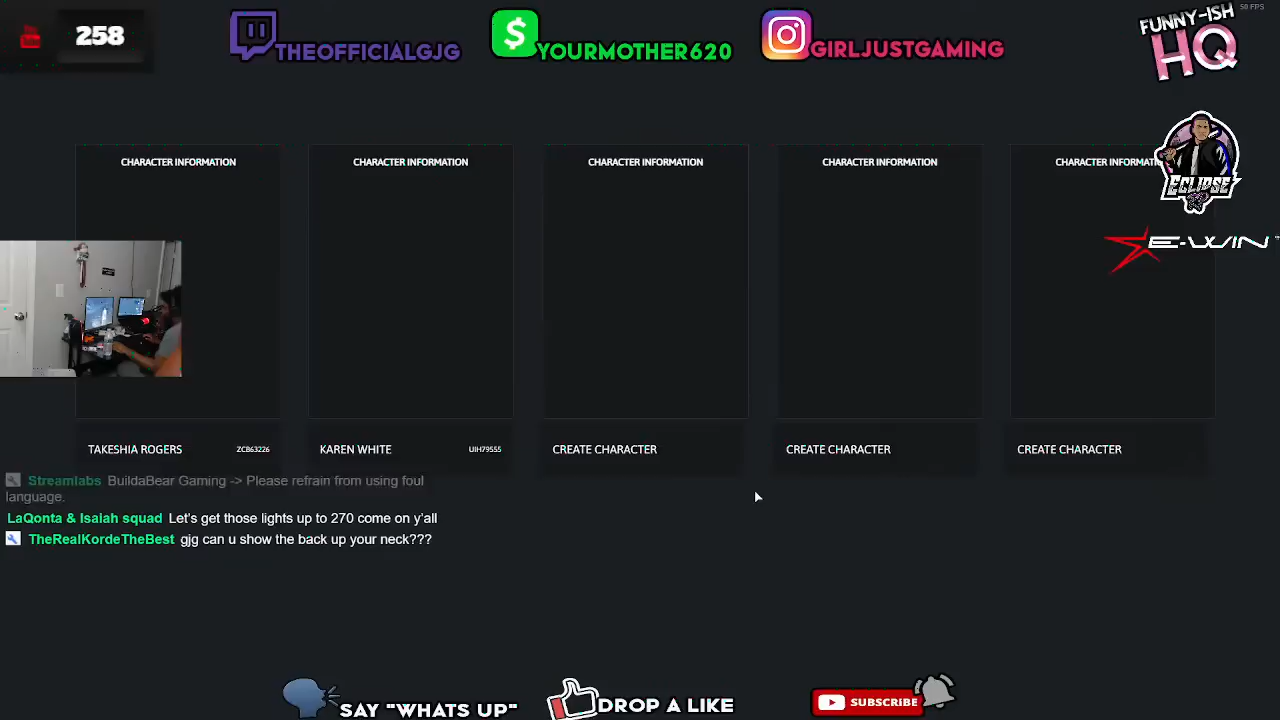 50 FPS
258
THEOFFICIALGJG
$ YOURMOTHER620
GIRLJUSTGAMING
FUNNY-ISH
HQ
CHARACTER INFORMATION
CHARACTER INFORMATION
CHARACTER INFORMATION
CHARACTER INFORMATION
CHARACTER INFORMATI
ECLIPSE
E-WIN
TAKESHIA ROGERS ZCB63226
KAREN WHITE UIH79555
CREATE CHARACTER
CREATE CHARACTER
CREATE CHARACTER
Streamlabs BuildaBear Gaming -> Please refrain from using foul
language.
LaQonta & Isaiah squad Let's get those lights up to 270 come on y'all
TheRealKordeTheBest gjg can u show the back up your neck???
SAY "WHATS UP"
DROP A LIKE
SUBSCRIBE